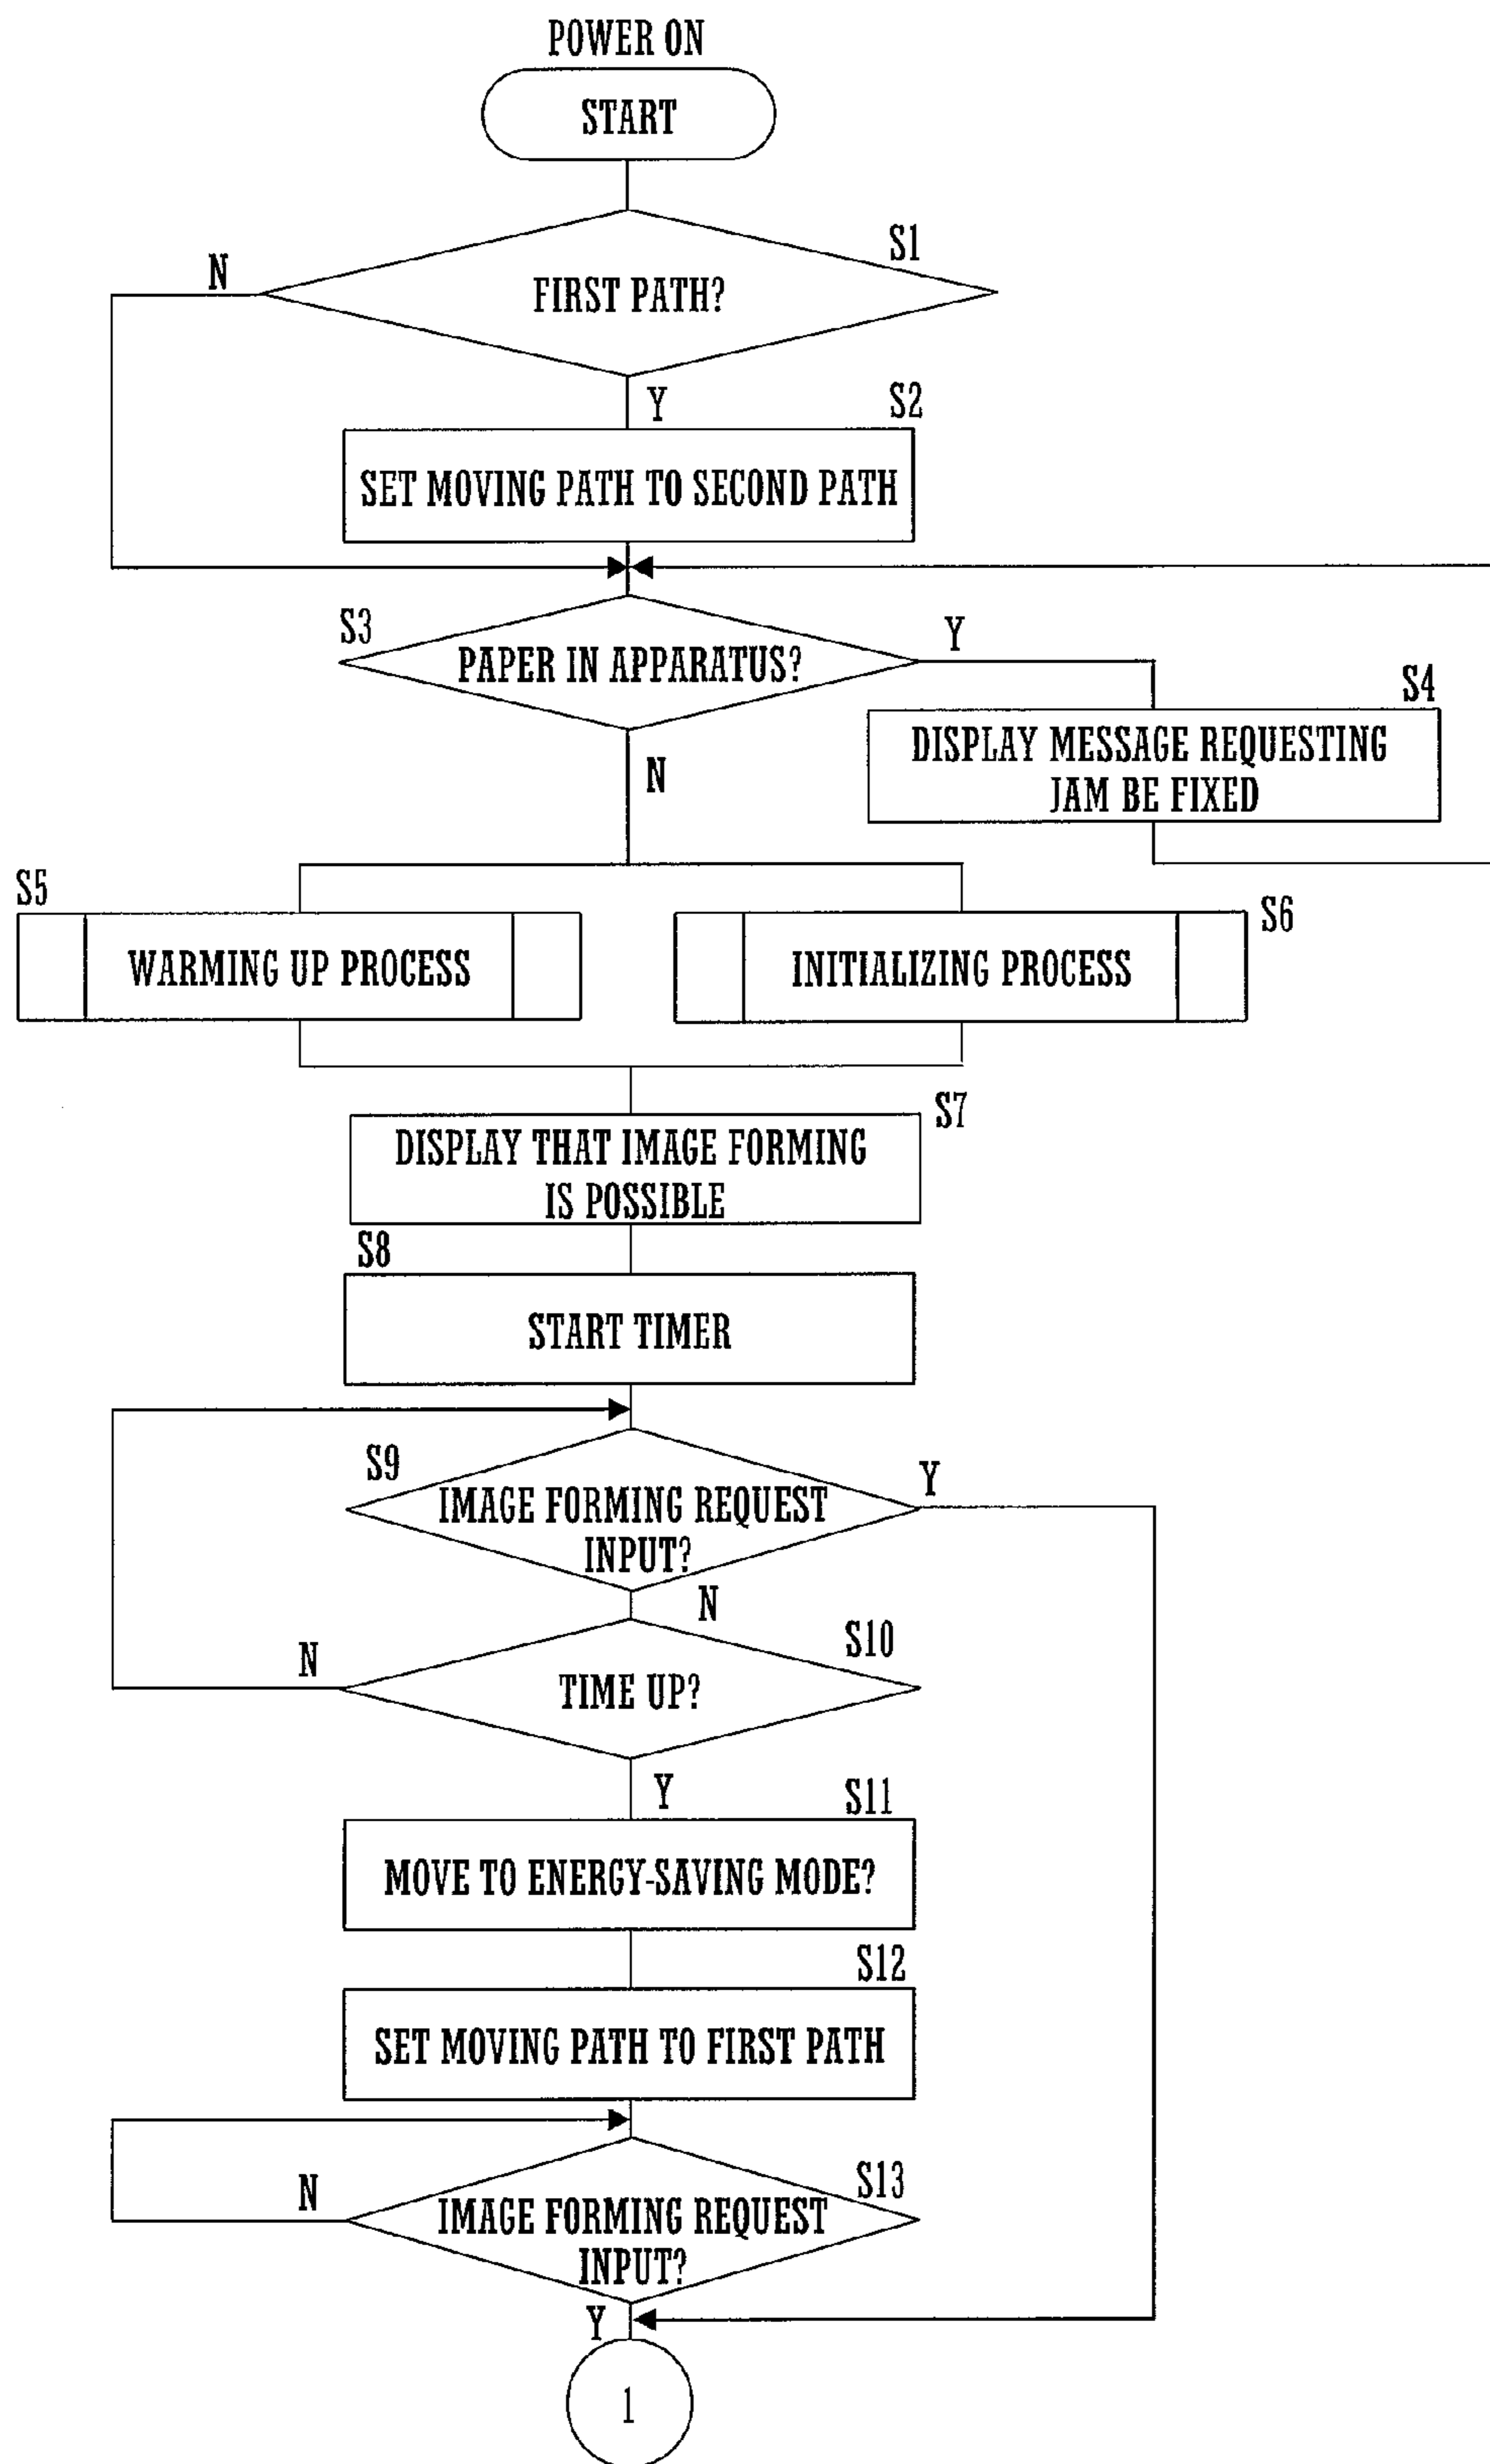 POWER ON
START
S1
N
FIRST PATH?
Y
S2
SET MOVING PATH TO SECOND PATH
S3
PAPER IN APPARATUS?
Y
S4
DISPLAY MESSAGE REQUESTING
JAM BE FIXED
N
S5
WARMING UP PROCESS
S6
INITIALIZING PROCESS
S7
DISPLAY THAT IMAGE FORMING
IS POSSIBLE
S8
START TIMER
S9
IMAGE FORMING REQUEST
INPUT?
Y
N
S10
N
TIME UP?
Y
S11
MOVE TO ENERGY-SAVING MODE?
S12
SET MOVING PATH TO FIRST PATH
S13
N
IMAGE FORMING REQUEST
INPUT?
Y
1